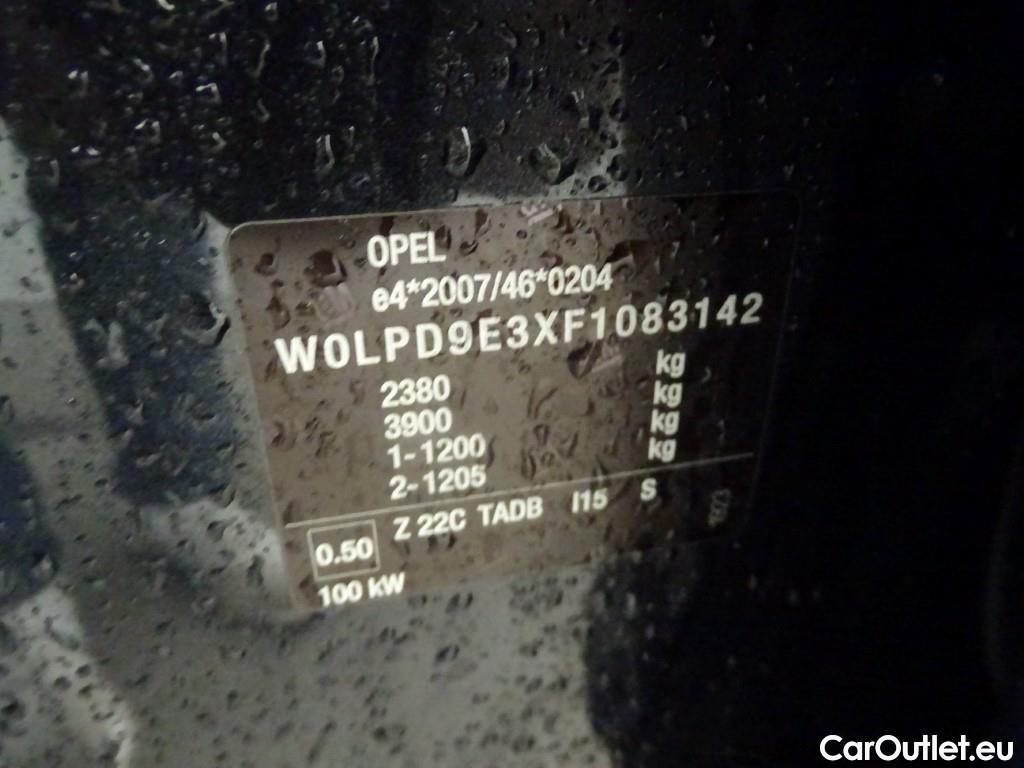 OPEL
e4*2007/46*0204
W0LPD9E3XF1083142
2380 kg
3900 kg
1-1200 kg
2-1205 kg
0.50 Z 22C TADB I15 S
100 kW
CarOutlet.eu